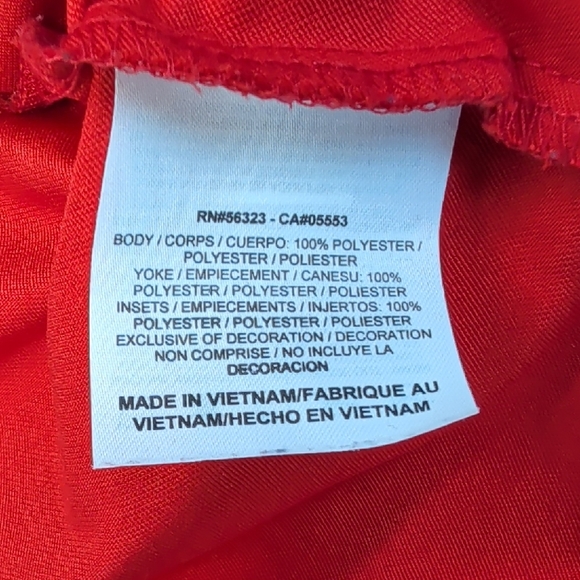 RN#56323 - CA#05553
BODY / CORPS / CUERPO: 100% POLYESTER /
POLYESTER / POLIESTER
YOKE / EMPIECEMENT / CANESU: 100%
POLYESTER / POLYESTER / POLIESTER
INSETS / EMPIECEMENTS / INJERTOS: 100%
POLYESTER / POLYESTER / POLIESTER
EXCLUSIVE OF DECORATION / DECORATION
NON COMPRISE / NO INCLUYE LA
DECORACION
MADE IN VIETNAM/FABRIQUE AU
VIETNAM/HECHO EN VIETNAM